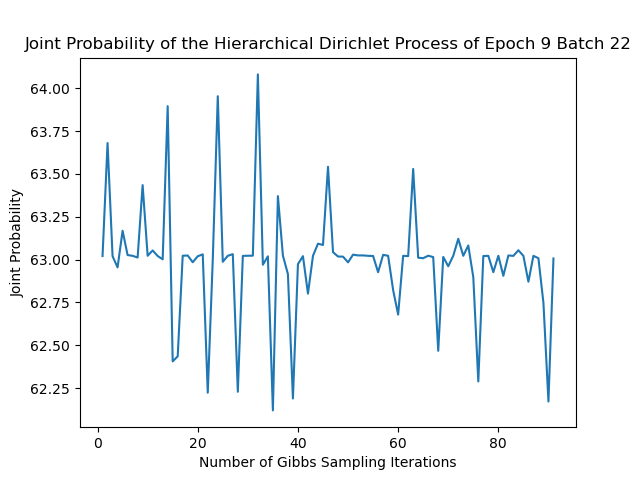 Joint Probability of the Hierarchical Dirichlet Process of Epoch 9 Batch 22
64.00
63.75
63.50
63.25
63.00
62.75
62.50
62.25
Joint Probability
0 20 40 60 80
Number of Gibbs Sampling Iterations